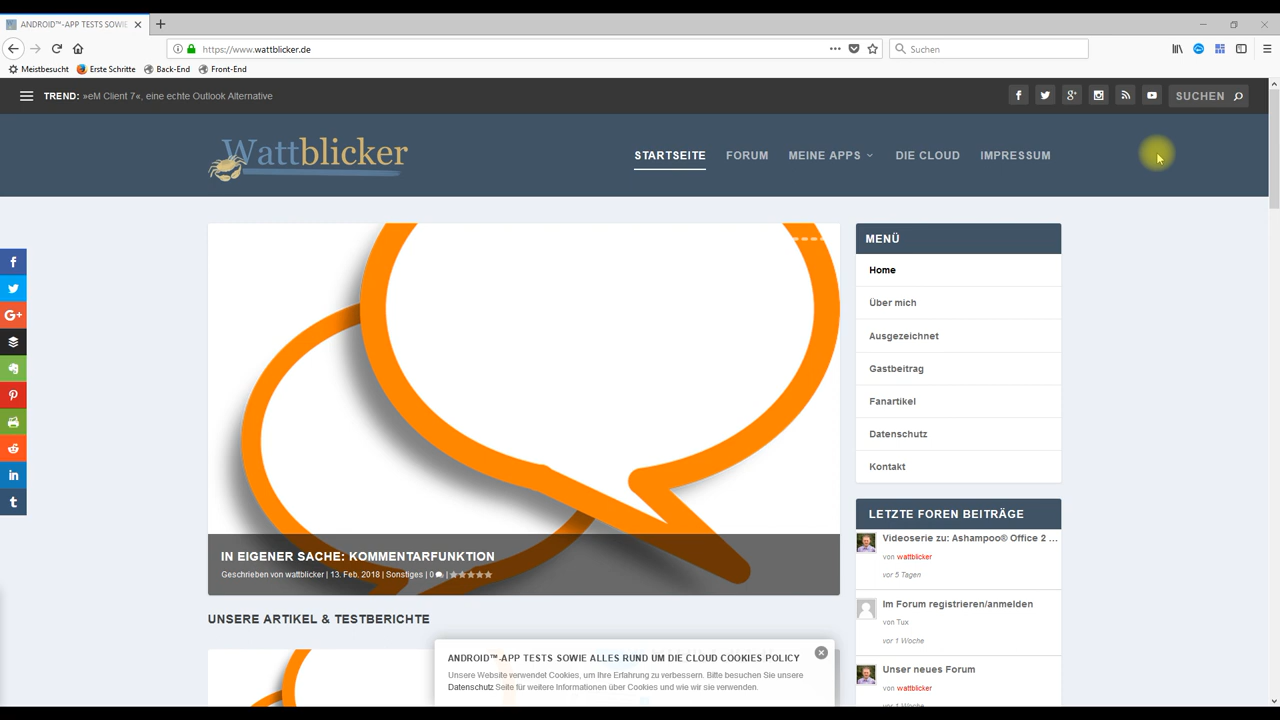 ANDROID™-APP TESTS SOWIE
https://www.wattblicker.de
Suchen
Meistbesucht
Erste Schritte
Back-End
Front-End
TREND: »eM Client 7«, eine echte Outlook Alternative
SUCHEN
Wattblicker
STARTSEITE
FORUM
MEINE APPS
DIE CLOUD
IMPRESSUM
MENÜ
Home
Über mich
Ausgezeichnet
Gastbeitrag
Fanartikel
Datenschutz
Kontakt
IN EIGENER SACHE: KOMMENTARFUNKTION
Geschrieben von wattblicker | 13. Feb. 2018 | Sonstiges | 0 |
UNSERE ARTIKEL & TESTBERICHTE
LETZTE FOREN BEITRÄGE
Videoserie zu: Ashampoo® Office 2 ...
von wattblicker
vor 5 Tagen
Im Forum registrieren/anmelden
von Tux
vor 1 Woche
Unser neues Forum
von wattblicker
vor 1 Woche
ANDROID™-APP TESTS SOWIE ALLES RUND UM DIE CLOUD COOKIES POLICY
Unsere Website verwendet Cookies, um Ihre Erfahrung zu verbessern. Bitte besuchen Sie unsere
Datenschutz Seite für weitere Informationen über Cookies und wie wir sie verwenden.